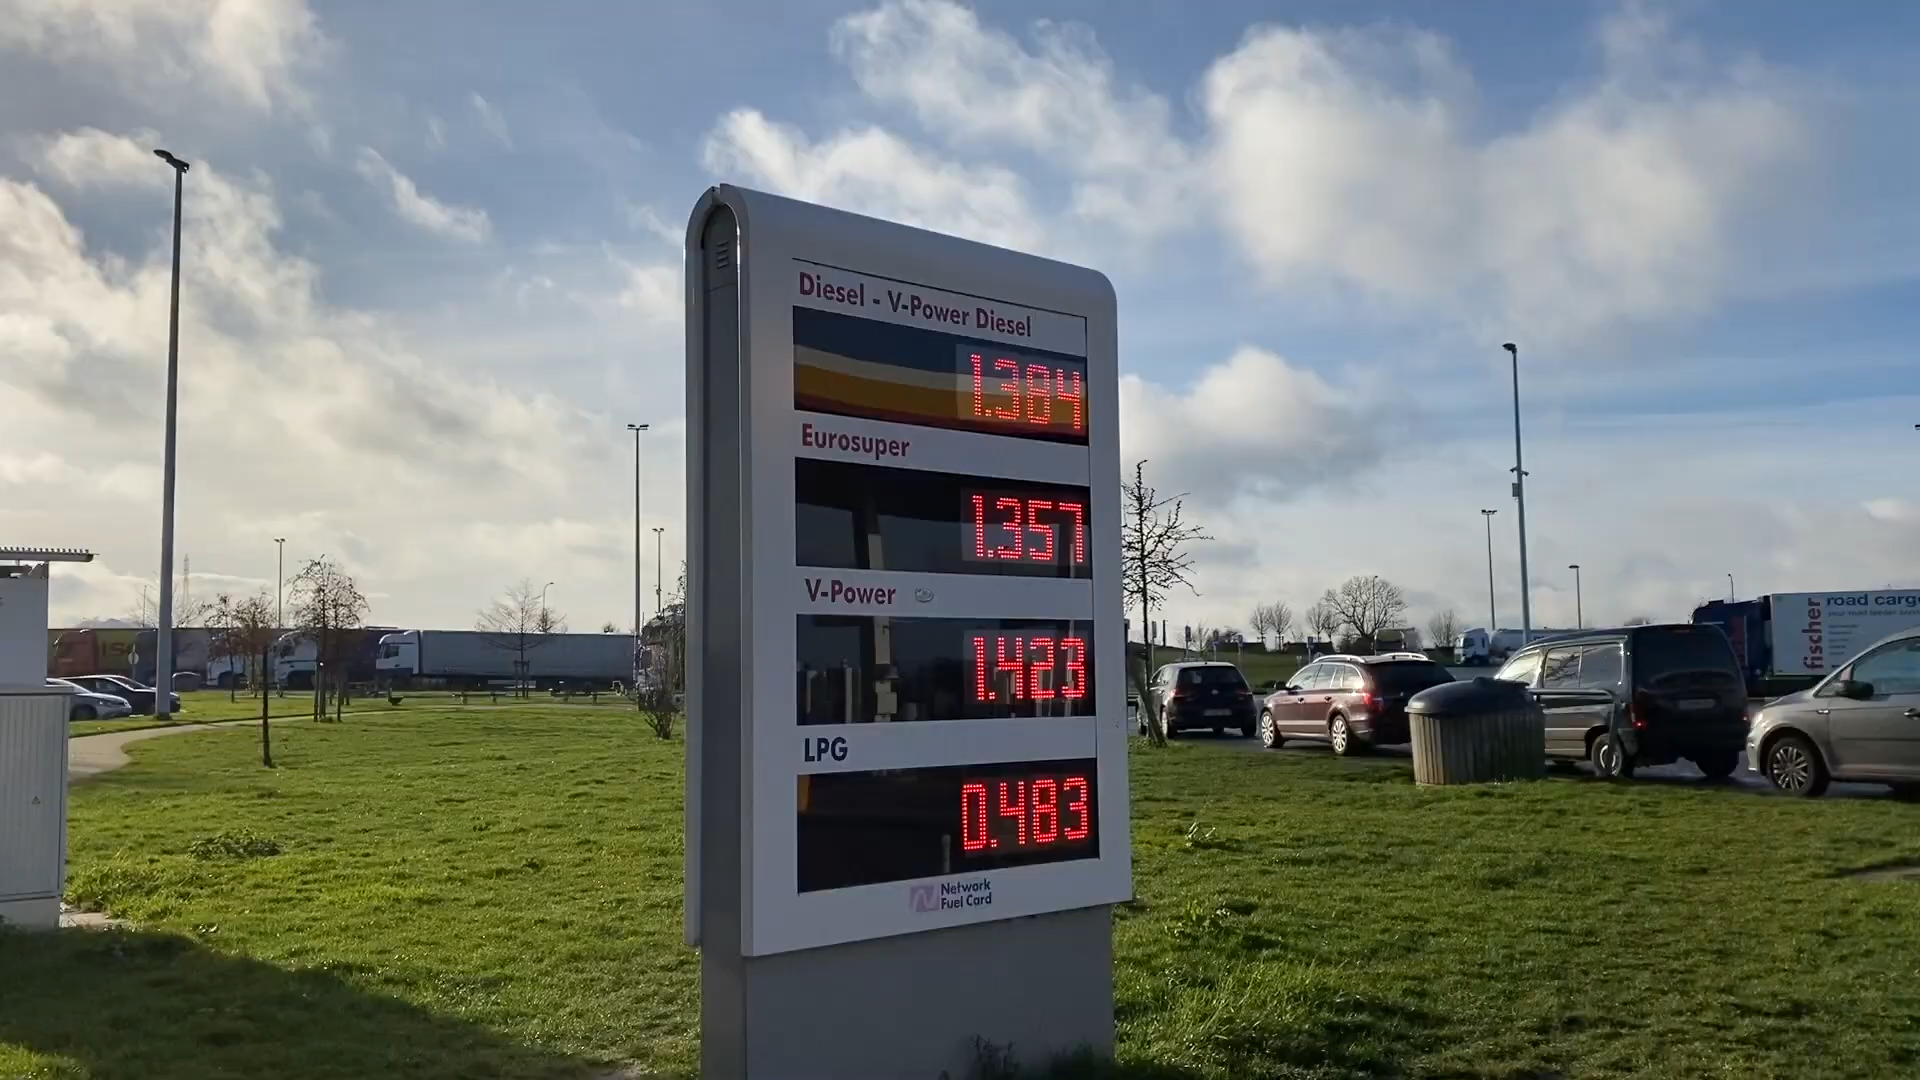 Diesel - V-Power Diesel
1.384
Eurosuper
1.357
V-Power
1.423
LPG
0.483
Network
Fuel Card
fischer
road cargo